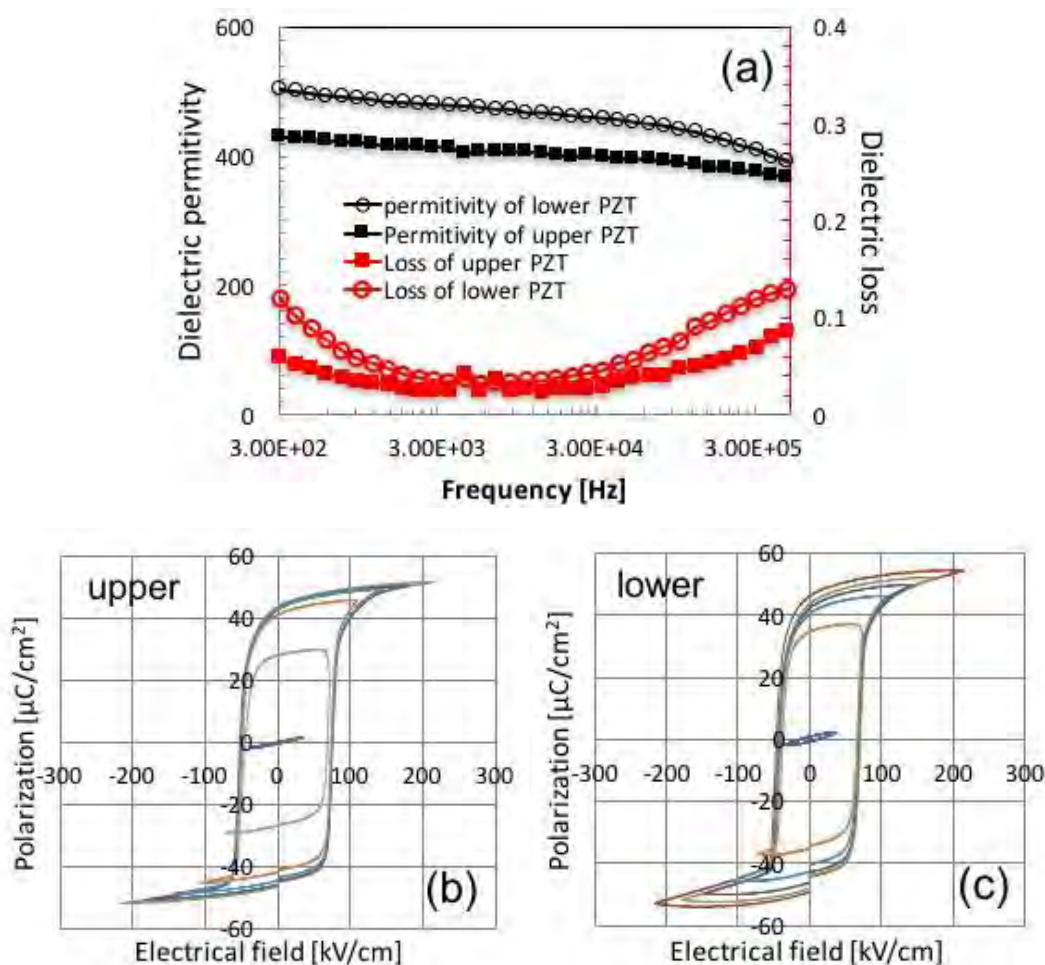 600
0.4
(a)
0.3
400
permitivity of lower PZT
Permitivity of upper PZT
0.2
Loss of upper PZT
Loss of lower PZT
200
0.1
0
0
3.00E+02
3.00E+03
3.00E+04
3.00E+05
Dielectric permitivity
Dielectric loss
Frequency [Hz]
upper
60
40
20
0
-20
-40
-60
-300
-200
-100
0
100
200
300
(b)
Polarization [µC/cm²]
Electrical field [kV/cm]
lower
60
40
20
0
-20
-40
-60
-300
-200
-100
0
100
200
300
(c)
Polarization [µC/cm²]
Electrical field [kV/cm]